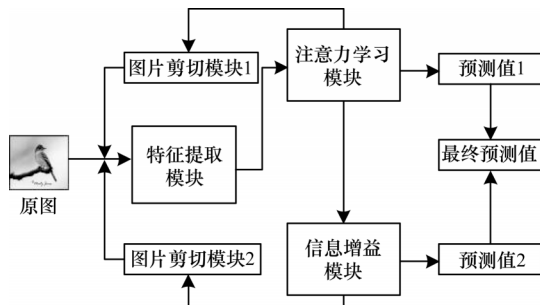 图片剪切模块1
注意力学习
模块
预测值1
特征提取
模块
最终预测值
原图
图片剪切模块2
信息增益
模块
预测值2